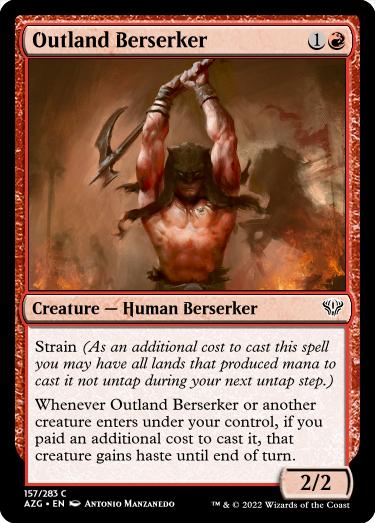 Outland Berserker 1
Creature — Human Berserker
Strain (As an additional cost to cast this spell
you may have all lands that produced mana to
cast it not untap during your next untap step.)
Whenever Outland Berserker or another
creature enters under your control, if you
paid an additional cost to cast it, that
creature gains haste until end of turn.
2/2
157/283 C
AZG • EN Antonio Manzanedo
™ & © 2022 Wizards of the Coast